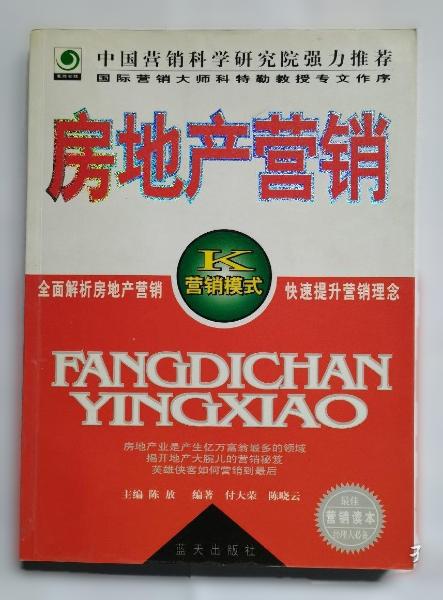 中国营销科学研究院强力推荐
国际营销大师科特勒教授专文作序
房地产营销
K
营销模式
全面解析房地产营销
快速提升营销理念
FANGDICHAN
YINGXIAO
房地产业是产生亿万富翁最多的领域
揭开地产大腕儿的营销秘笈
英雄侠客如何营销到最后
主编 陈放 编著 付大荣 陈晓云
最佳
营销读本
经理人必备
蓝天出版社